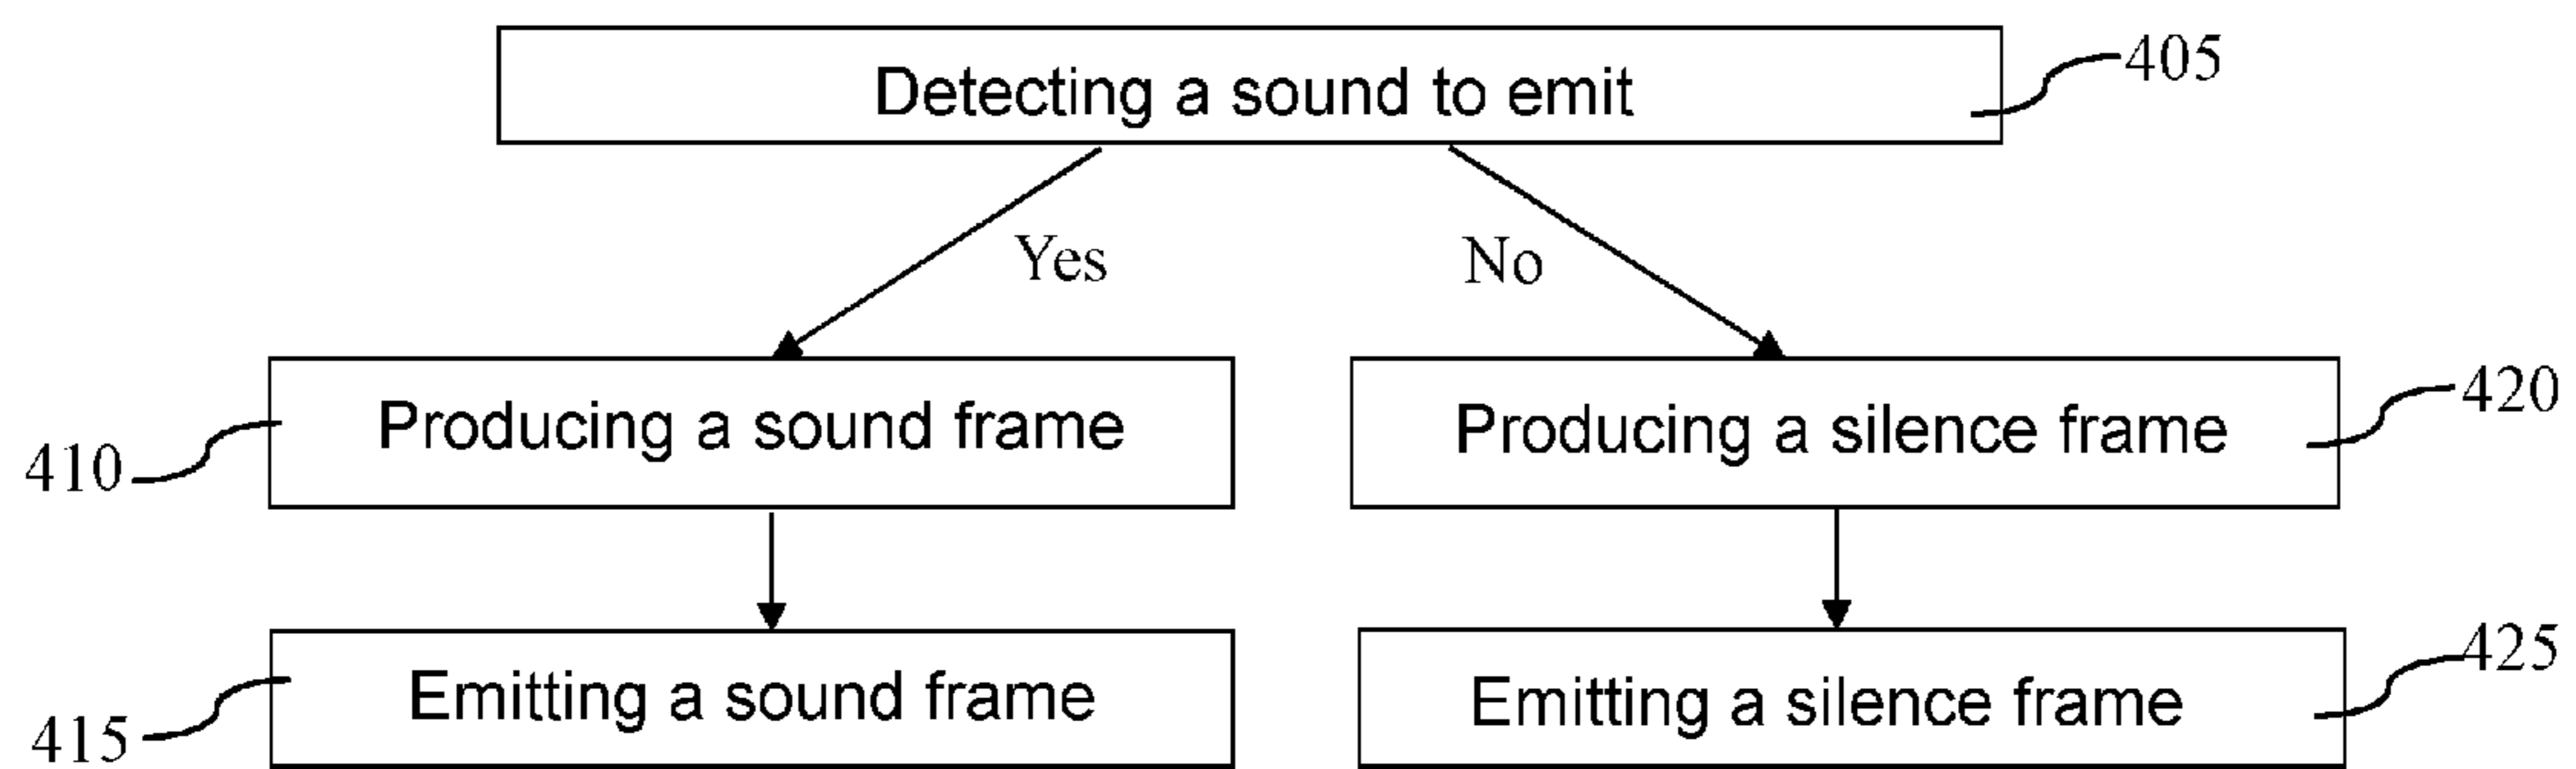 Detecting a sound to emit
405
Yes
No
Producing a sound frame
410
Producing a silence frame
420
Emitting a sound frame
415
Emitting a silence frame
425